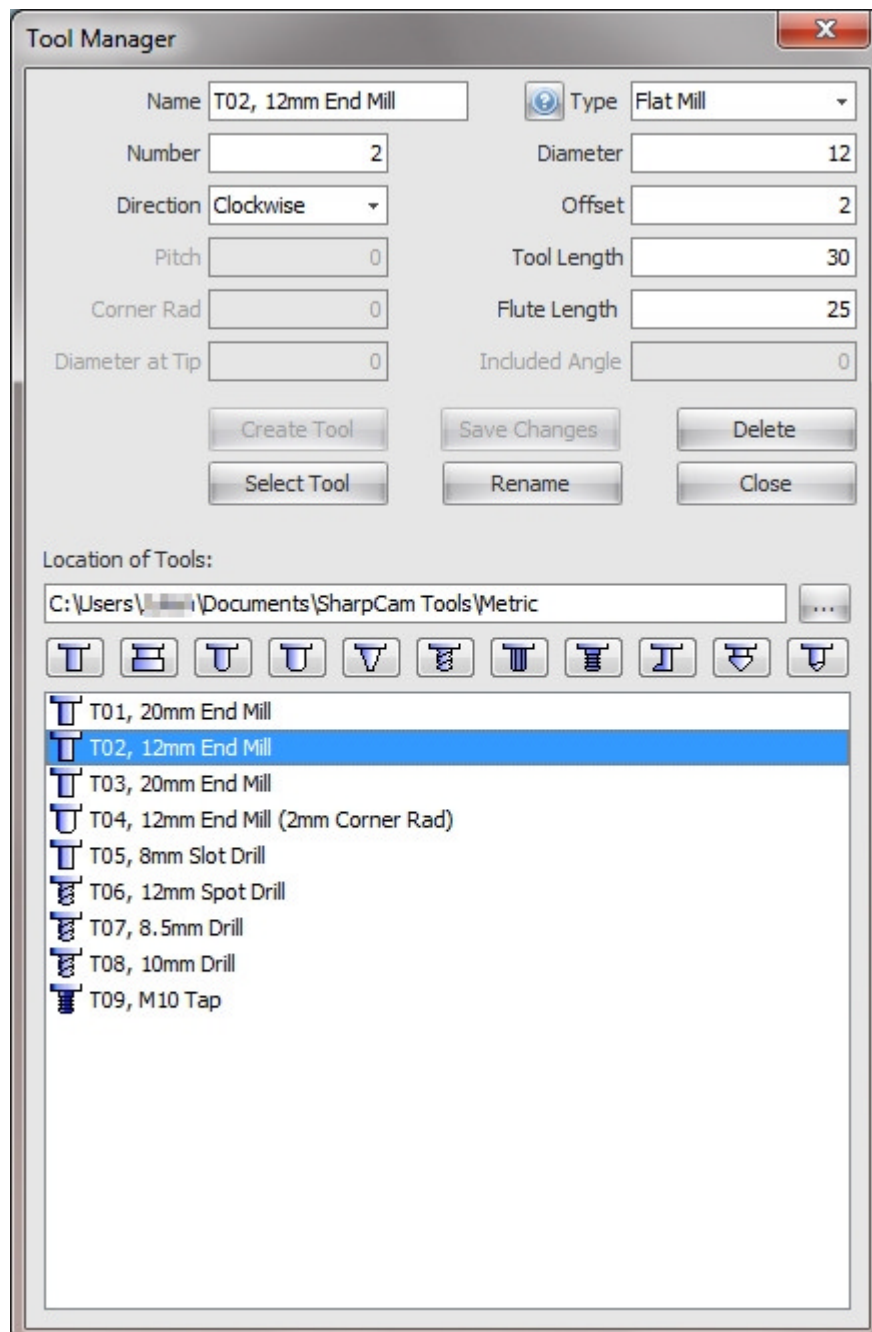 Tool Manager
Name T02, 12mm End Mill Type Flat Mill
Number 2 Diameter 12
Direction Clockwise Offset 2
Pitch 0 Tool Length 30
Corner Rad 0 Flute Length 25
Diameter at Tip 0 Included Angle 0
Create Tool Save Changes Delete
Select Tool Rename Close
Location of Tools:
C:\Users\ \Documents\SharpCam Tools\Metric ...
T01, 20mm End Mill
T02, 12mm End Mill
T03, 20mm End Mill
T04, 12mm End Mill (2mm Corner Rad)
T05, 8mm Slot Drill
T06, 12mm Spot Drill
T07, 8.5mm Drill
T08, 10mm Drill
T09, M10 Tap